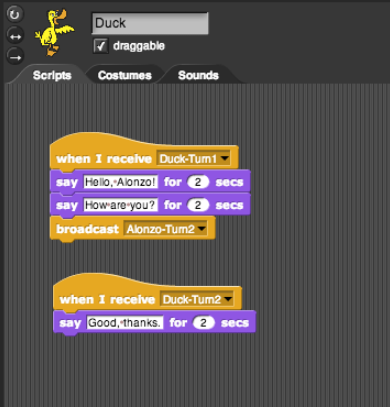 Duck
draggable
Scripts Costumes Sounds
when I receive Duck-Turn1
say Hello, Alonzo! for 2 secs
say How are you? for 2 secs
broadcast Alonzo-Turn2
when I receive Duck-Turn2
say Good, thanks. for 2 secs